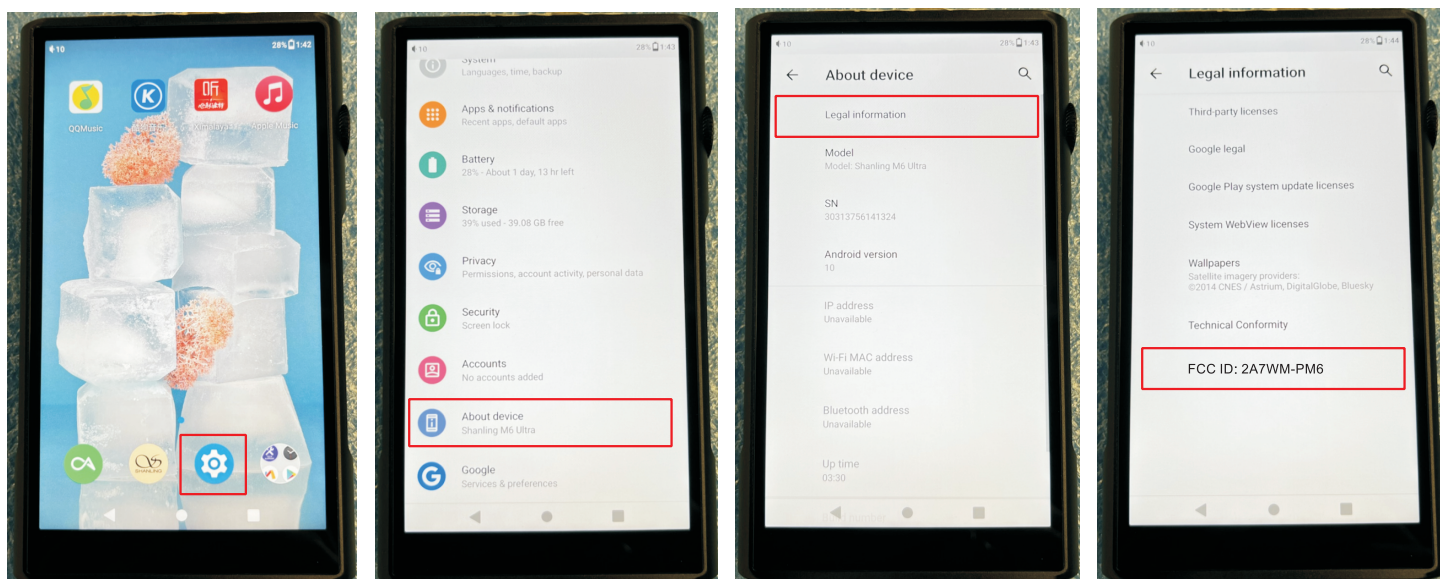 10
28% 1:42
K
听
QQMusic
Apple Music
SHANLING
10
28% 1:43
System
Languages, time, backup
Apps & notifications
Recent apps, default apps
Battery
28% - About 1 day, 13 hr left
Storage
39% used - 39.08 GB free
Privacy
Permissions, account activity, personal data
Security
Screen lock
Accounts
No accounts added
About device
Shanling M6 Ultra
G
Google
Services & preferences
10
28% 1:43
About device
Legal information
Model
Model: Shanling M6 Ultra
SN
30313756141324
Android version
10
IP address
Unavailable
Wi-Fi MAC address
Unavailable
Bluetooth address
Unavailable
Up time
03:30
10
28% 1:44
Legal information
Third-party licenses
Google legal
Google Play system update licenses
System WebView licenses
Wallpapers
Satellite imagery providers:
©2014 CNES / Astrium, DigitalGlobe, Bluesky
Technical Conformity
FCC ID: 2A7WM-PM6